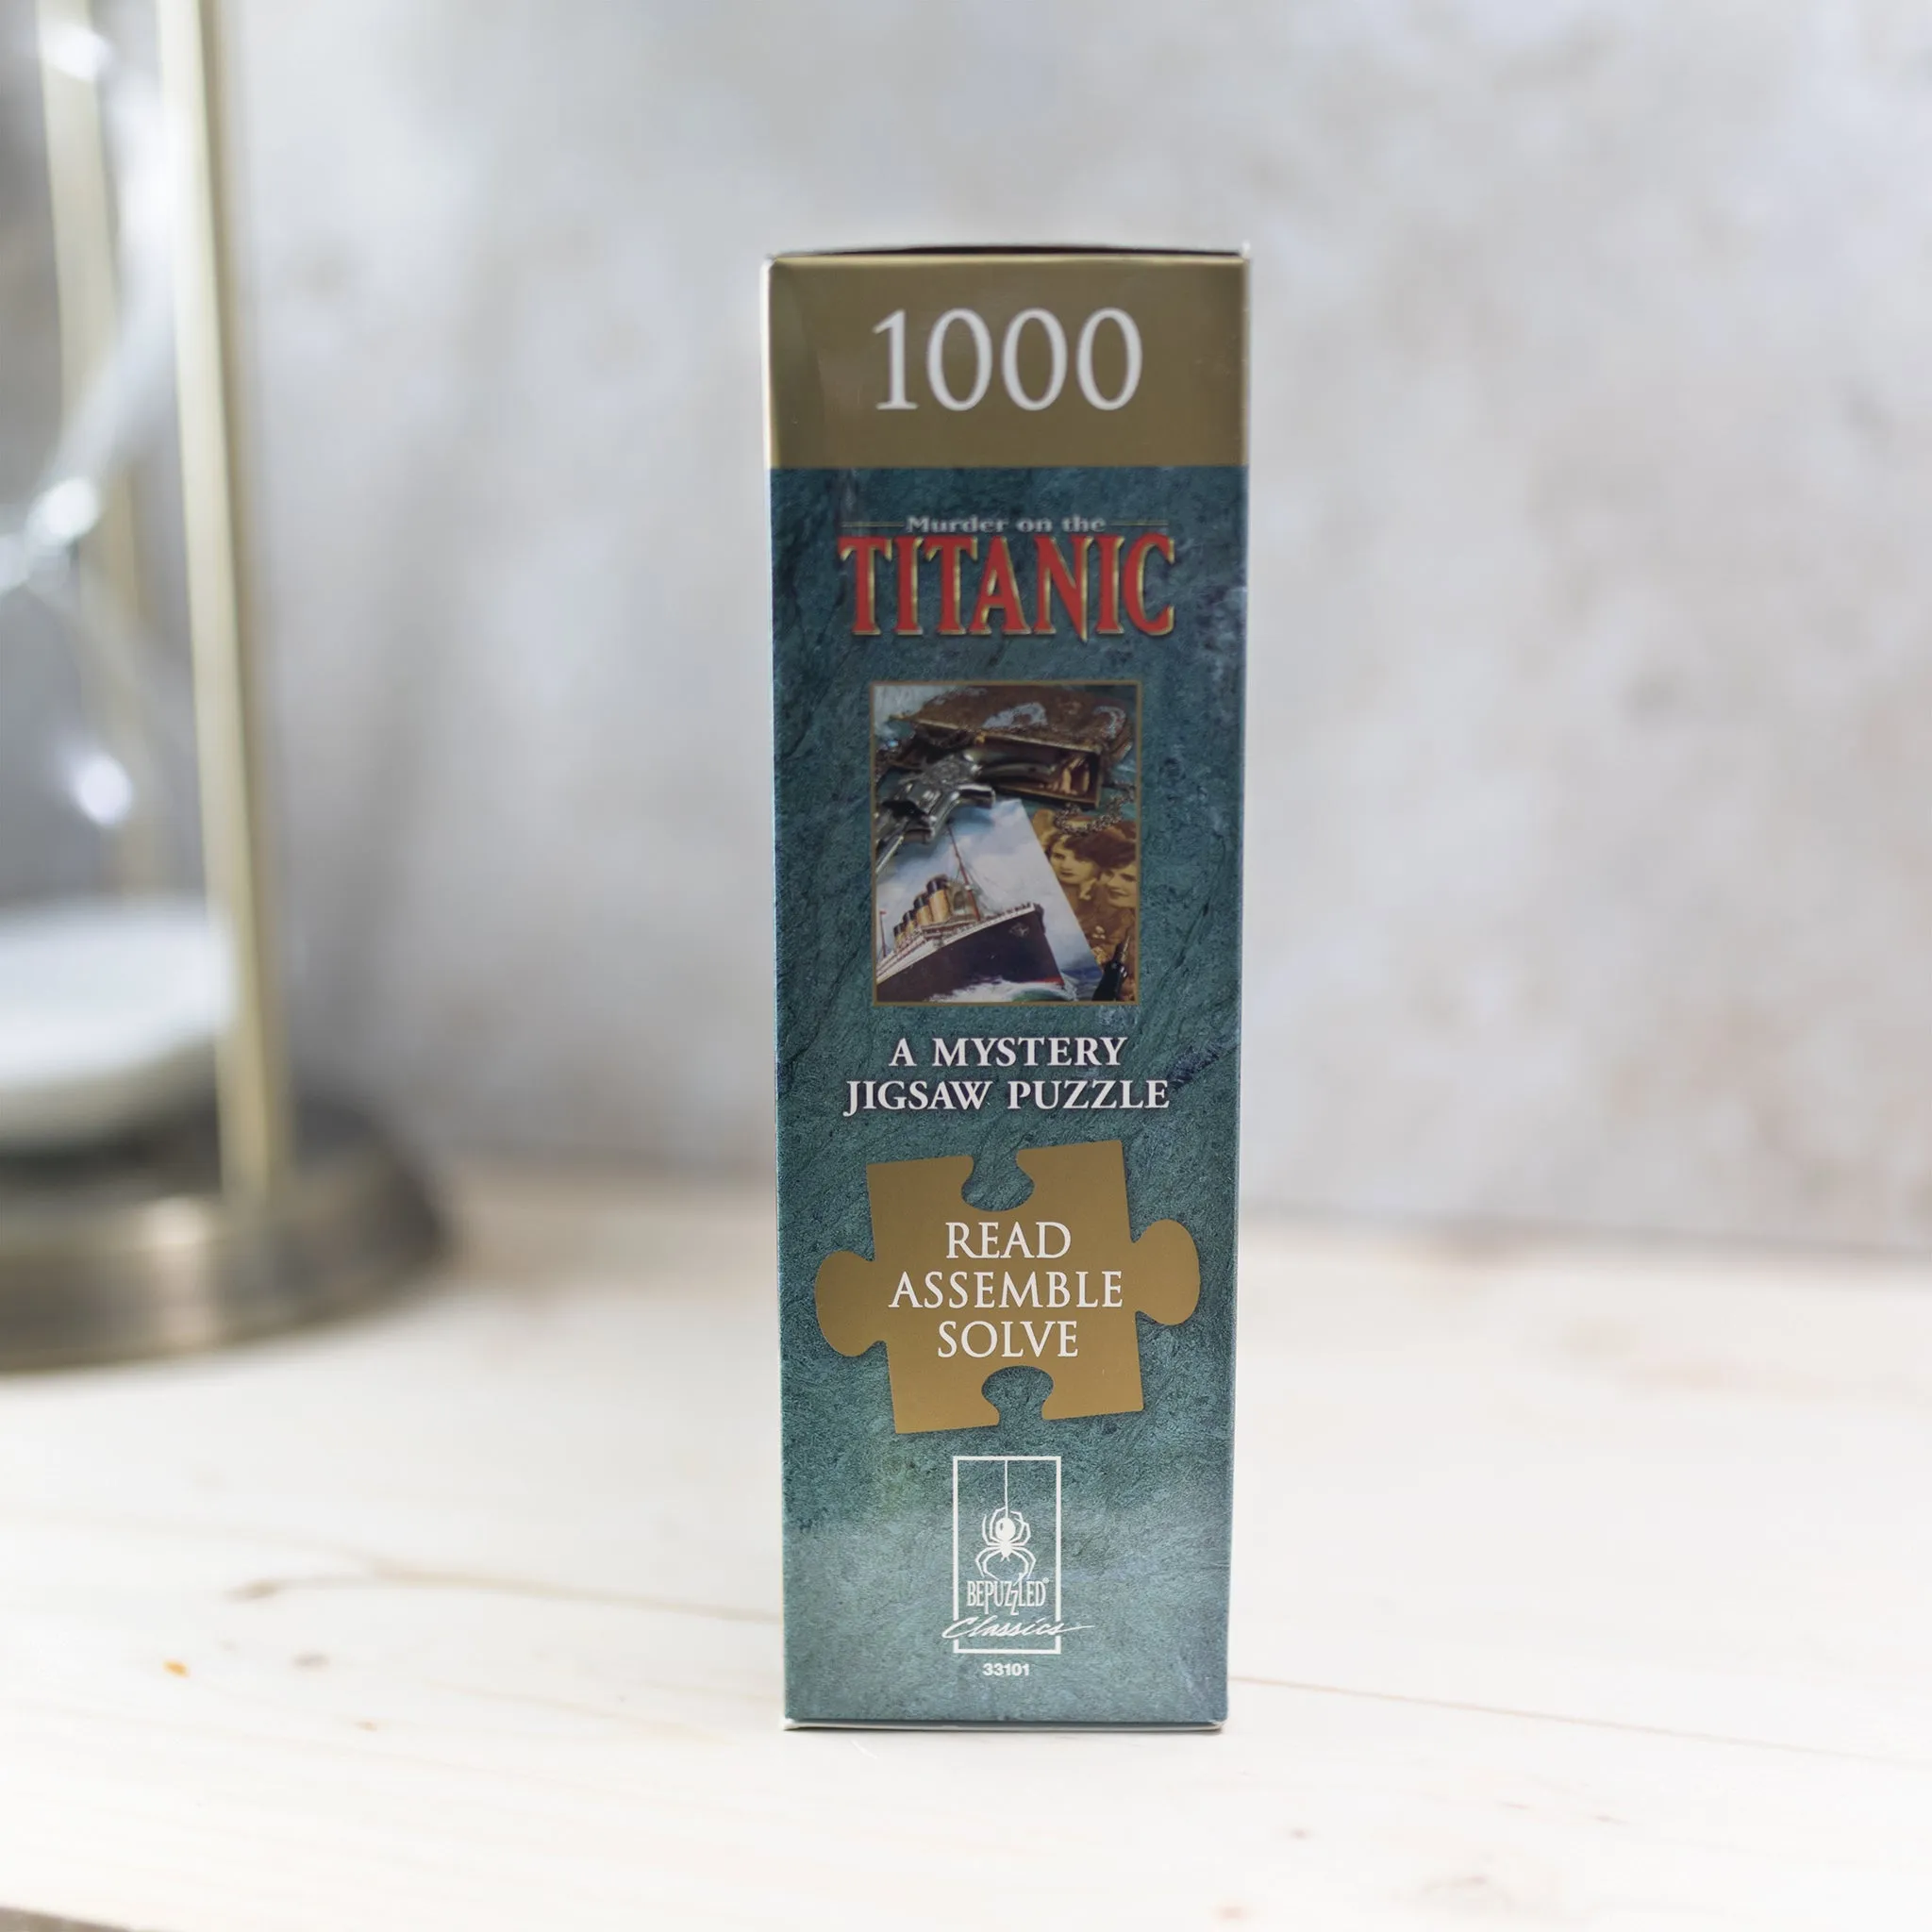 1000
Murder on the
TITANIC
A MYSTERY
JIGSAW PUZZLE
READ
ASSEMBLE
SOLVE
BEPUZZLED®
Classics
33101